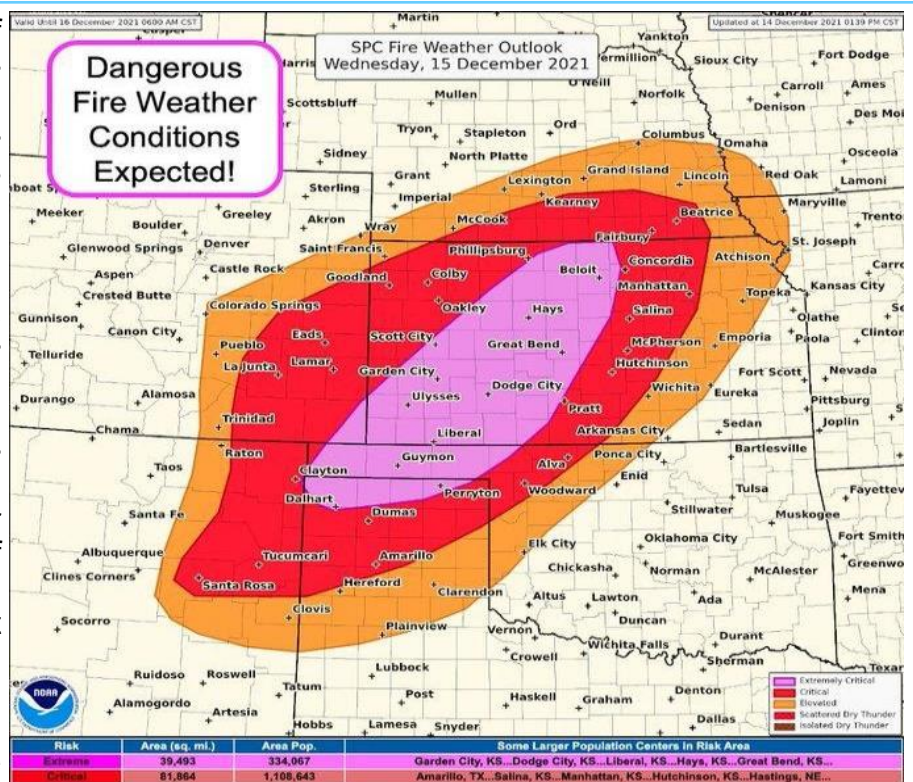 Valid Until 16 December 2021 0600 AM CST
Updated at 14 December 2021 0139 PM CST
SPC Fire Weather Outlook
Wednesday, 15 December 2021
Dangerous
Fire Weather
Conditions
Expected!
Martin
Yankton
Sioux City
Fort Dodge
O'Neill
Scottsbluff
Mullen
Norfolk
Carroll
Ames
Denison
Tryon
Stapleton
Ord
Columbus
Omaha
Sidney
North Platte
Osceola
Grant
Lexington
Grand Island
Lincoln
Red Oak
Lamoni
Sterling
Imperial
Kearney
Maryville
Meeker
Greeley
Akron
Wray
McCook
Beatrice
Boulder
Fairbury
St. Joseph
Glenwood Springs
Denver
Saint Francis
Phillipsburg
Concordia
Atchison
Castle Rock
Goodland
Colby
Beloit
Manhattan
Kansas City
Aspen
Crested Butte
Oakley
Hays
Salina
Topeka
Olathe
Gunnison
Colorado Springs
Canon City
Eads
Scott City
Great Bend
McPherson
Emporia
Paola
Clinton
Telluride
Pueblo
La Junta
Lamar
Garden City
Hutchinson
Fort Scott
Nevada
Durango
Alamosa
Ulysses
Dodge City
Pratt
Wichita
Eureka
Pittsburg
Chama
Trinidad
Liberal
Arkansas City
Sedan
Joplin
Raton
Guymon
Alva
Ponca City
Bartlesville
Taos
Clayton
Perryton
Woodward
Enid
Tulsa
Dalhart
Dumas
Stillwater
Muskogee
Santa Fe
Albuquerque
Tucumcari
Amarillo
Elk City
Oklahoma City
Fort Smith
Clines Corners
Santa Rosa
Hereford
Clarendon
Chickasha
Norman
McAlester
Socorro
Clovis
Altus
Lawton
Ada
Mena
Plainview
Vernon
Duncan
Crowell
Wichita Falls
Durant
Sherman
Ruidoso
Roswell
Lubbock
Alamogordo
Artesia
Tatum
Post
Haskell
Graham
Denton
Hobbs
Lamesa
Snyder
Dallas
NOAA
Extremely Critical
Critical
Elevated
Scattered Dry Thunder
Isolated Dry Thunder
Risk Area (sq. mi.) Area Pop. Some Larger Population Centers in Risk Area
Extreme 39,493 334,067 Garden City, KS...Dodge City, KS...Liberal, KS...Hays, KS...Great Bend, KS...
Critical 81,864 1,108,643 Amarillo, TX...Salina, KS...Manhattan, KS...Hutchinson, KS...Hastings, NE...